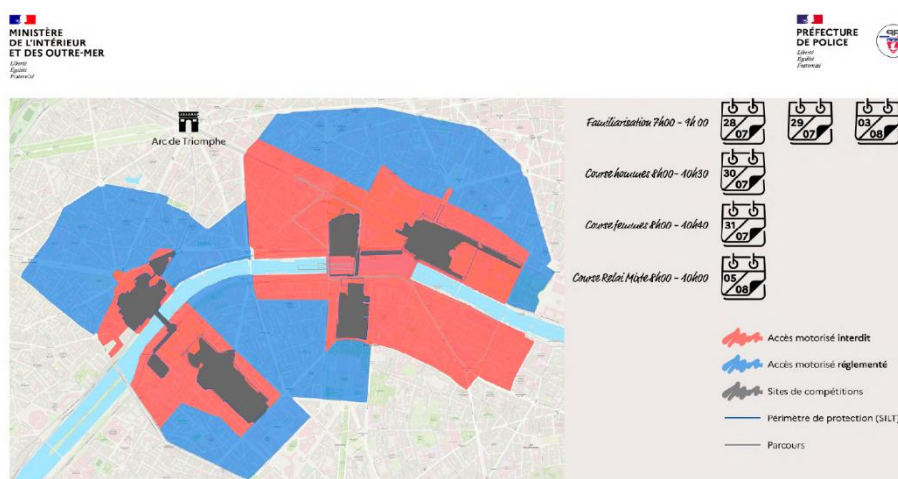 MINISTÈRE
DE L'INTÉRIEUR
ET DES OUTRE-MER
Liberté
Égalité
Fraternité
PRÉFECTURE
DE POLICE
Liberté
Égalité
Fraternité
Arc de Triomphe
Familiarisation 7h00 - 9h00
28
07
29
07
03
08
Course hommes 8h00 - 10h30
30
07
Course femmes 8h00 - 10h40
31
07
Course Relai Mixte 8h00 - 10h00
05
08
Accès motorisé interdit
Accès motorisé réglementé
Sites de compétitions
Périmètre de protection (SILT)
Parcours